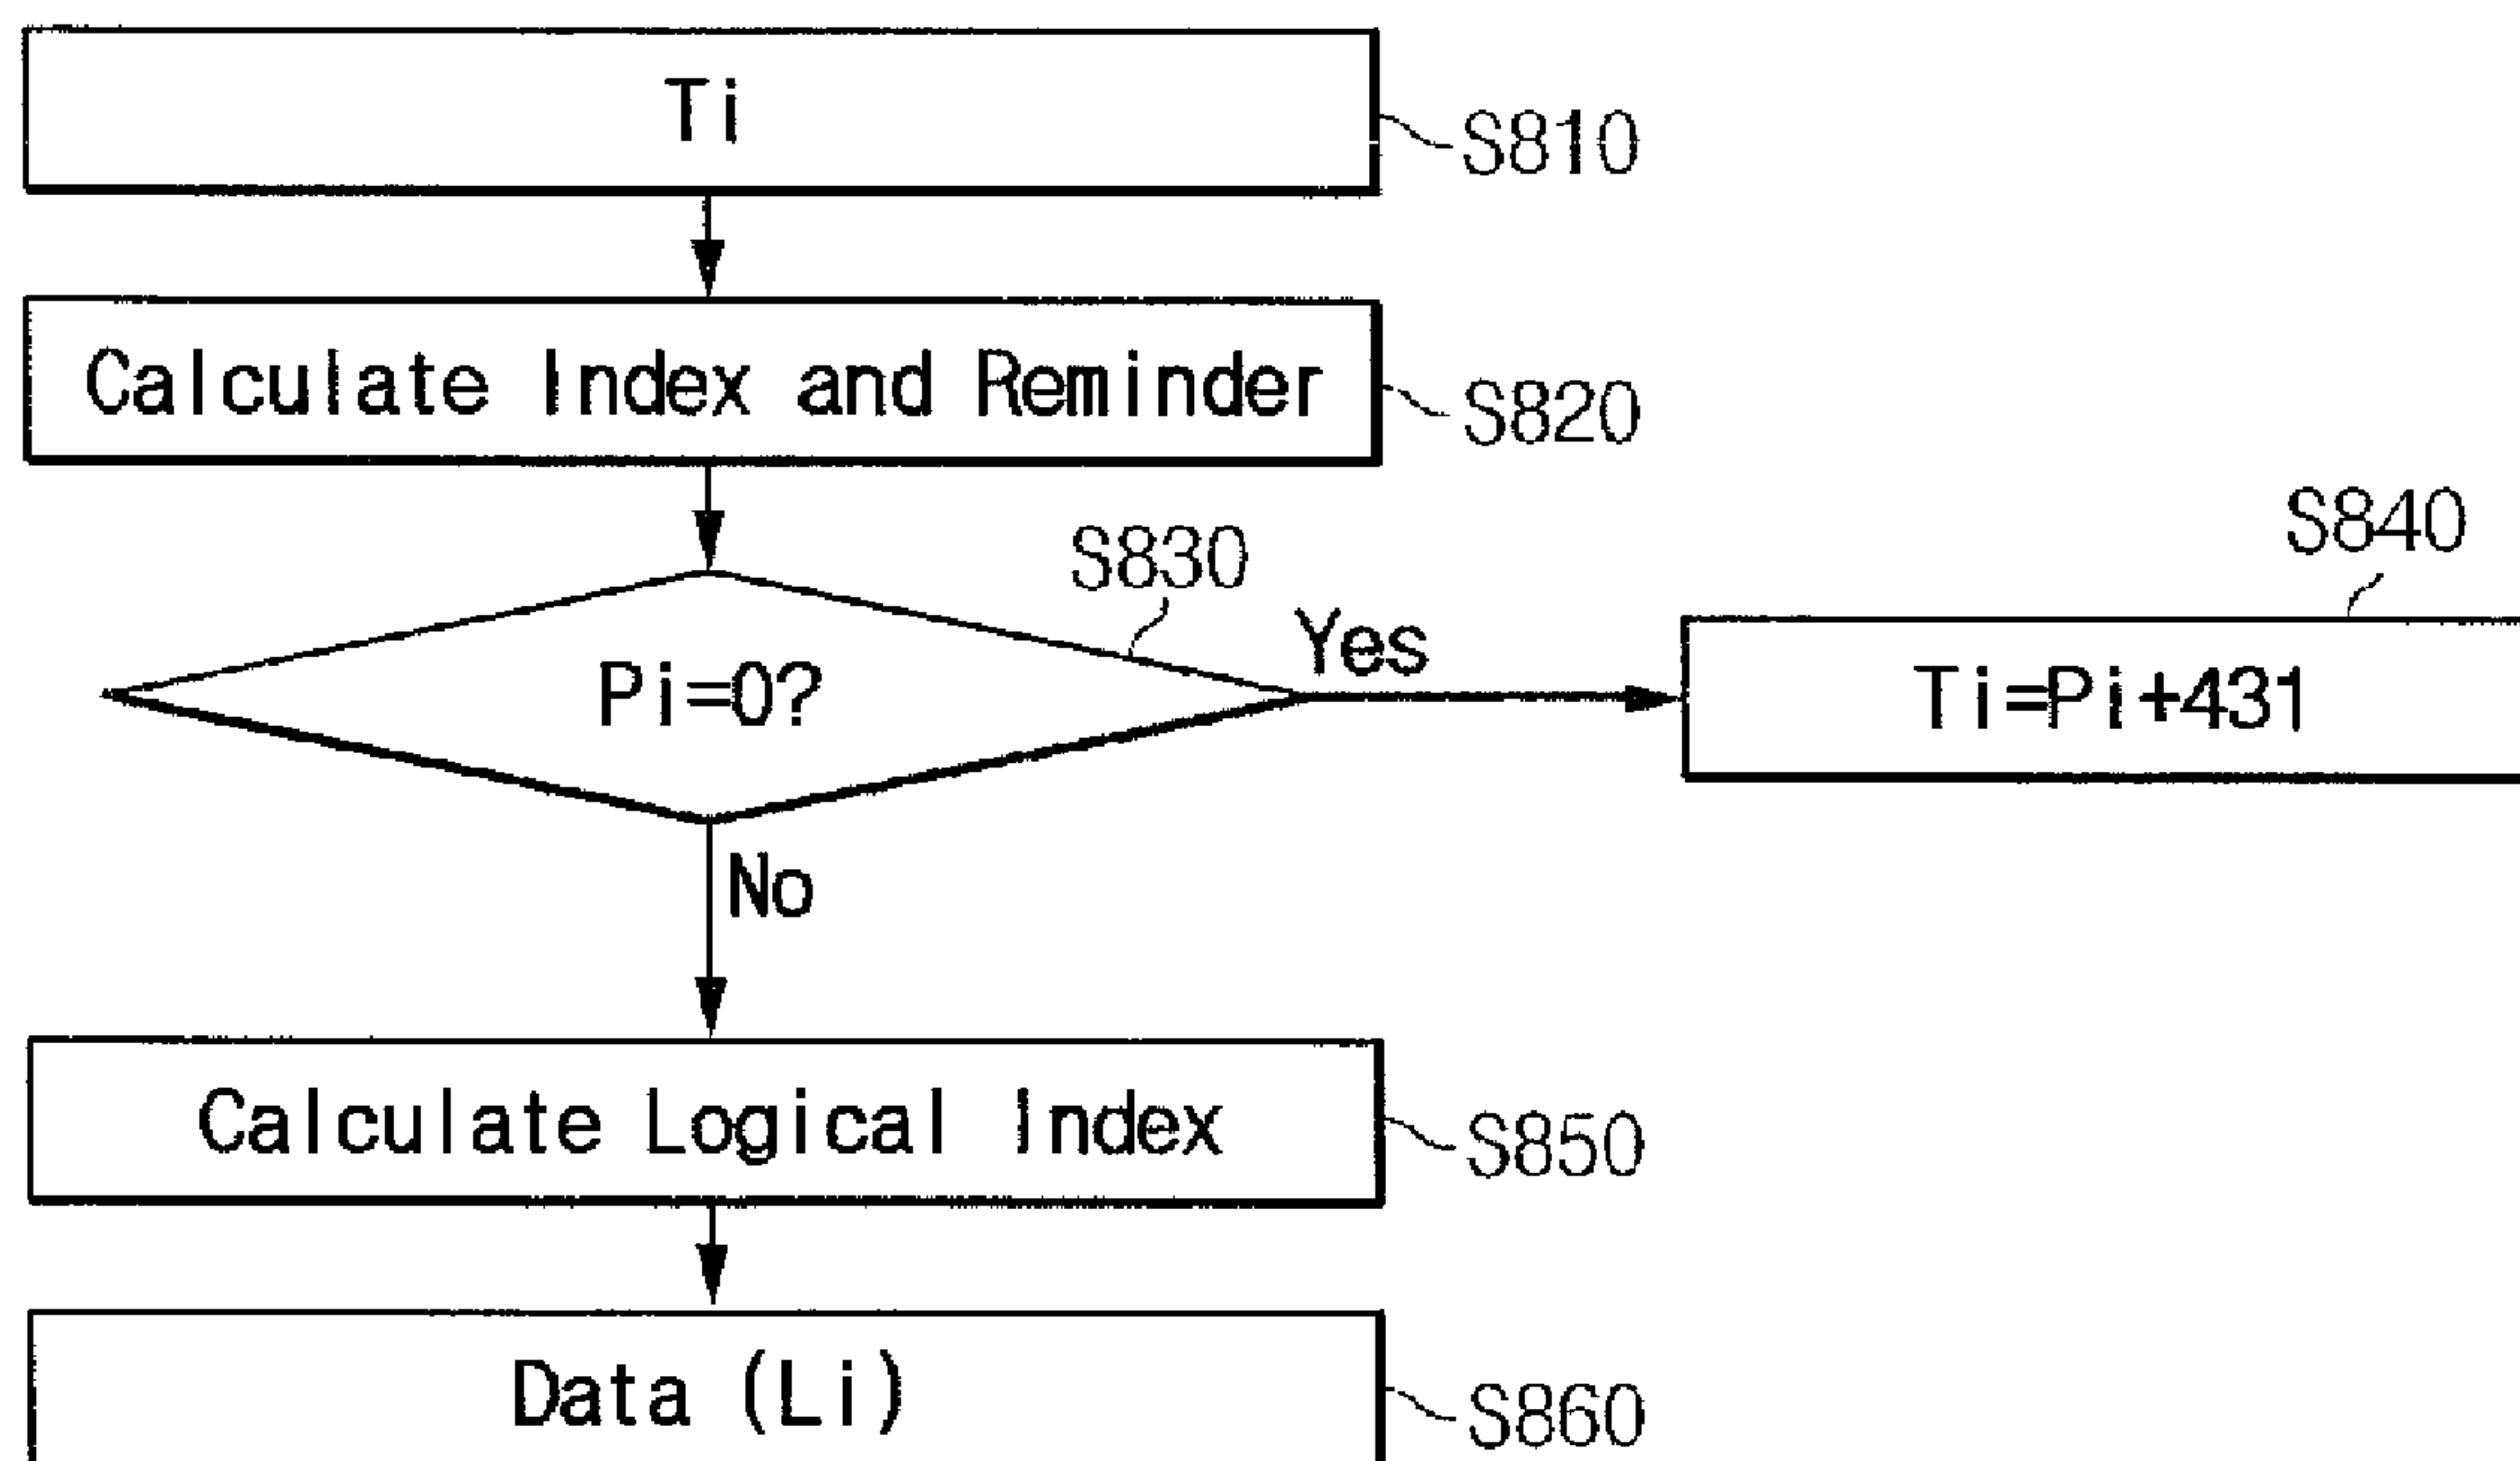 Ti
S810
Calculate Index and Reminder
S820
S830
S840
Pi=0?
Yes
Ti=Pi+431
No
Calculate Logical Index
S850
Data (Li)
S860